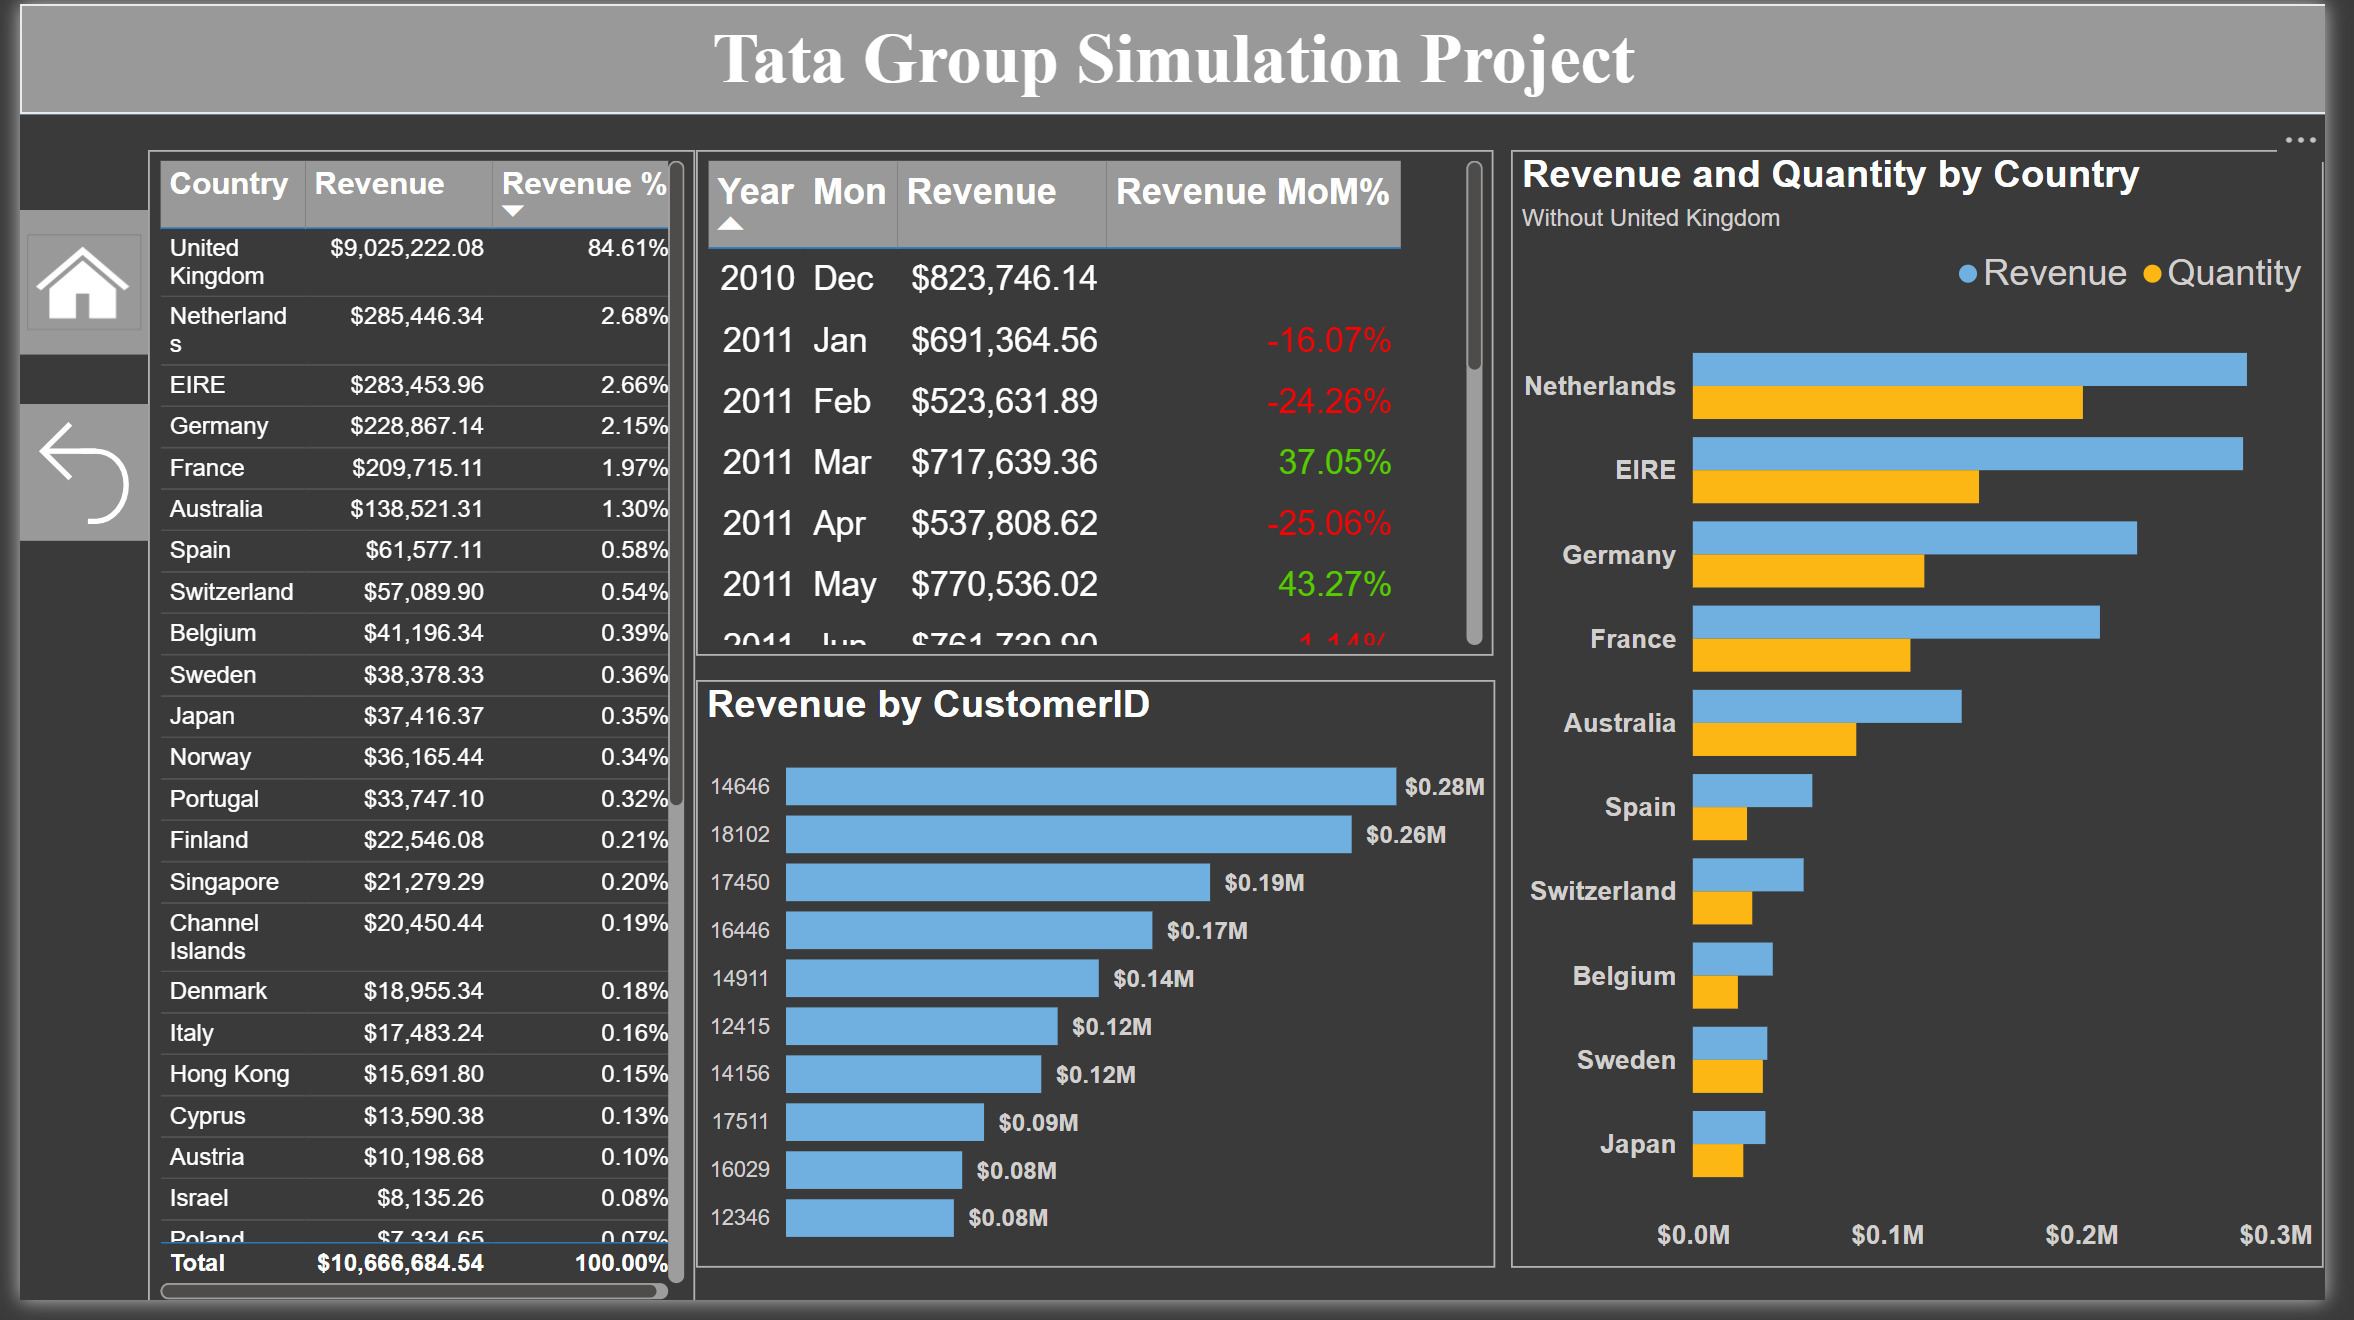 Tata Group Simulation Project
Country Revenue Revenue %
United Kingdom $9,025,222.08 84.61%
Netherlands $285,446.34 2.68%
EIRE $283,453.96 2.66%
Germany $228,867.14 2.15%
France $209,715.11 1.97%
Australia $138,521.31 1.30%
Spain $61,577.11 0.58%
Switzerland $57,089.90 0.54%
Belgium $41,196.34 0.39%
Sweden $38,378.33 0.36%
Japan $37,416.37 0.35%
Norway $36,165.44 0.34%
Portugal $33,747.10 0.32%
Finland $22,546.08 0.21%
Singapore $21,279.29 0.20%
Channel Islands $20,450.44 0.19%
Denmark $18,955.34 0.18%
Italy $17,483.24 0.16%
Hong Kong $15,691.80 0.15%
Cyprus $13,590.38 0.13%
Austria $10,198.68 0.10%
Israel $8,135.26 0.08%
Poland $7,334.65 0.07%
Total $10,666,684.54 100.00%
Year Mon Revenue Revenue MoM%
2010 Dec $823,746.14
2011 Jan $691,364.56 -16.07%
2011 Feb $523,631.89 -24.26%
2011 Mar $717,639.36 37.05%
2011 Apr $537,808.62 -25.06%
2011 May $770,536.02 43.27%
2011 Jun $761,739.90 -1.14%
Revenue by CustomerID
14646 $0.28M
18102 $0.26M
17450 $0.19M
16446 $0.17M
14911 $0.14M
12415 $0.12M
14156 $0.12M
17511 $0.09M
16029 $0.08M
12346 $0.08M
Revenue and Quantity by Country
Without United Kingdom
Revenue Quantity
Netherlands
EIRE
Germany
France
Australia
Spain
Switzerland
Belgium
Sweden
Japan
$0.0M $0.1M $0.2M $0.3M